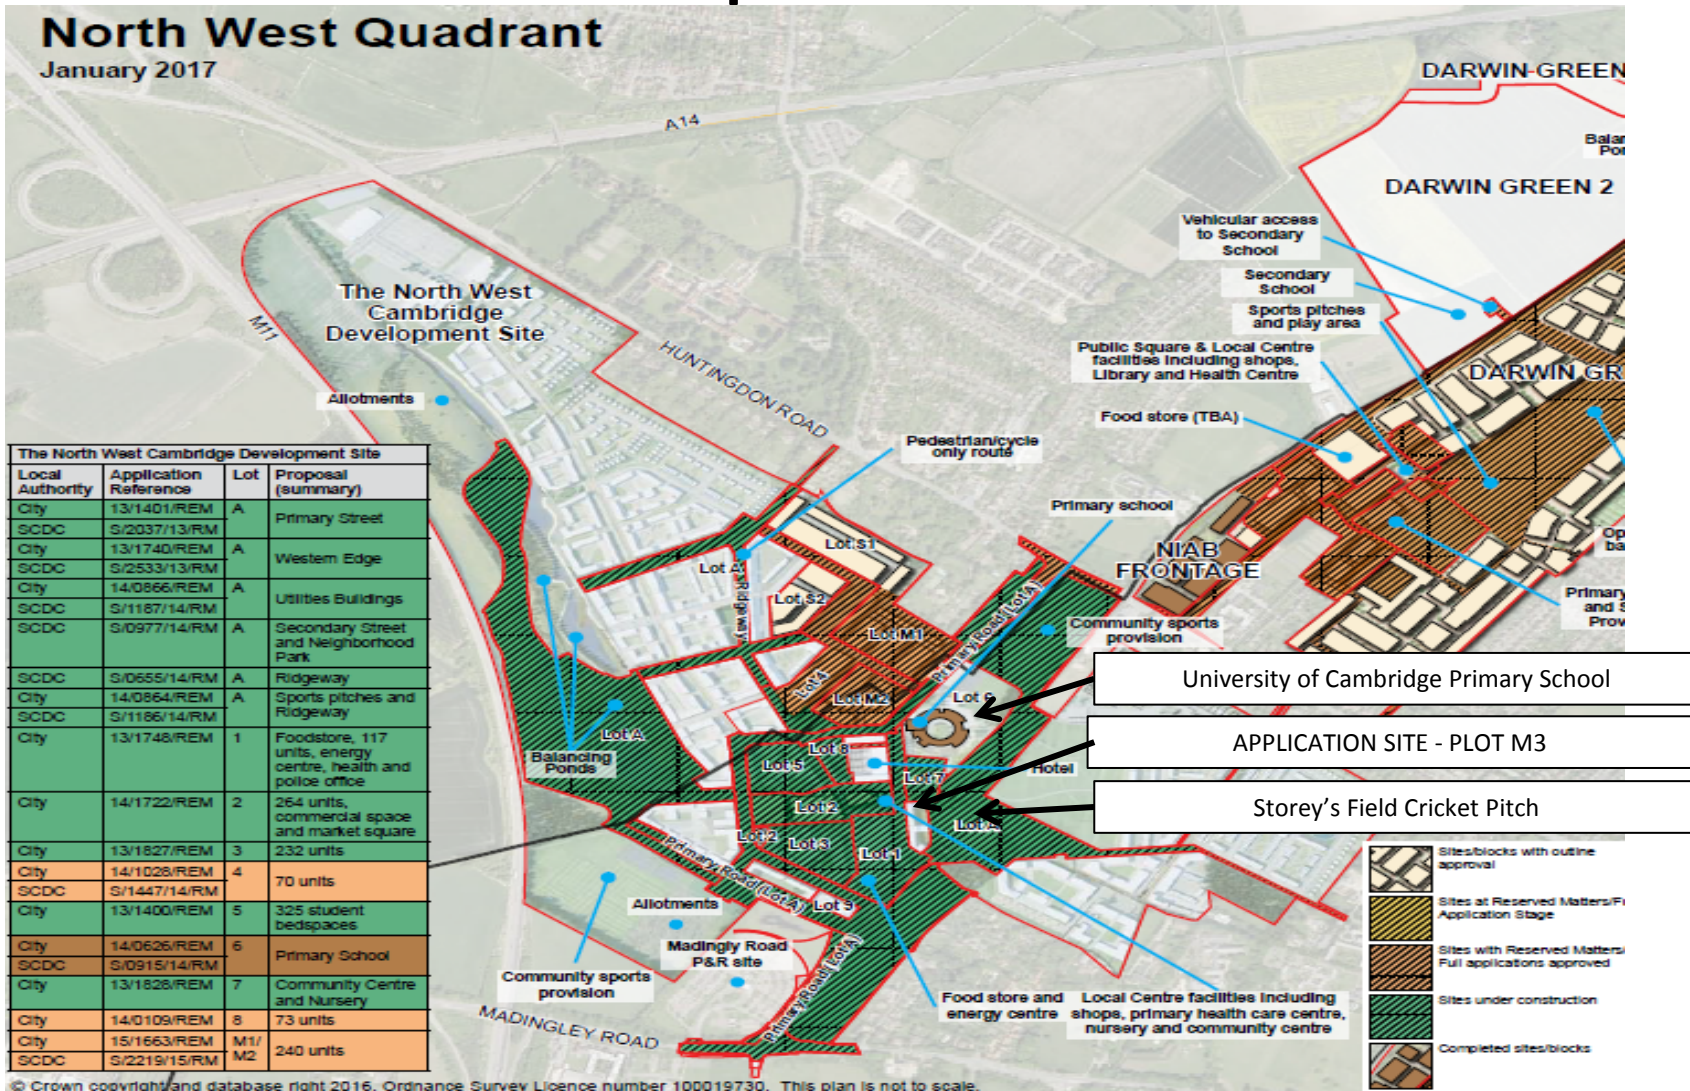 North West Quadrant
January 2017
A14
DARWIN GREEN
DARWIN GREEN 2
Vehicular access
to Secondary
School
Secondary
School
Sports pitches
and play area
Public Square & Local Centre
facilities including shops,
Library and Health Centre
DARWIN GR
Food store (TBA)
The North West
Cambridge
Development Site
M11
HUNTINGDON ROAD
Allotments
Pedestrian/cycle
only route
Primary school
NIAB
FRONTAGE
Primary
and S
Prov
Lot S1
Lot A
Ridgeway
Lot S2
Lot M1
Lot 4
Lot M2
Primary Road (Lot A)
Community sports
provision
Lot 6
University of Cambridge Primary School
APPLICATION SITE - PLOT M3
Storey’s Field Cricket Pitch
Lot A
Balancing
Ponds
Lot 8
Lot 5
Hotel
Lot 7
Lot 2
Lot A
Lot 2
Lot 3
Lot 1
Primary Road (Lot A)
Lot 9
Allotments
Madingly Road
P&R site
Community sports
provision
Primary Road (Lot A)
MADINGLEY ROAD
Food store and
energy centre
Local Centre facilities including
shops, primary health care centre,
nursery and community centre
The North West Cambridge Development Site
Local Authority Application Reference Lot Proposal (summary)
City 13/1401/REM A Primary Street
SCDC S/2037/13/RM
City 13/1740/REM A Western Edge
SCDC S/2533/13/RM
City 14/0866/REM A Utilities Buildings
SCDC S/1187/14/RM
SCDC S/0977/14/RM A Secondary Street
and Neighborhood
Park
SCDC S/0655/14/RM A Ridgeway
City 14/0864/REM A Sports pitches and
SCDC S/1186/14/RM Ridgeway
City 13/1748/REM 1 Foodstore, 117
units, energy
centre, health and
police office
City 14/1722/REM 2 264 units,
commercial space
and market square
City 13/1827/REM 3 232 units
City 14/1028/REM 4 70 units
SCDC S/1447/14/RM
City 13/1400/REM 5 325 student
bedspaces
City 14/0626/REM 6 Primary School
SCDC S/0915/14/RM
City 13/1828/REM 7 Community Centre
and Nursery
City 14/0109/REM 8 73 units
City 15/1663/REM M1/ 240 units
SCDC S/2219/15/RM M2
Sites/blocks with outline
approval
Sites at Reserved Matters/F
Application Stage
Sites with Reserved Matters/
Full applications approved
Sites under construction
Completed sites/blocks
© Crown copyright and database right 2016. Ordnance Survey Licence number 100019730. This plan is not to scale.